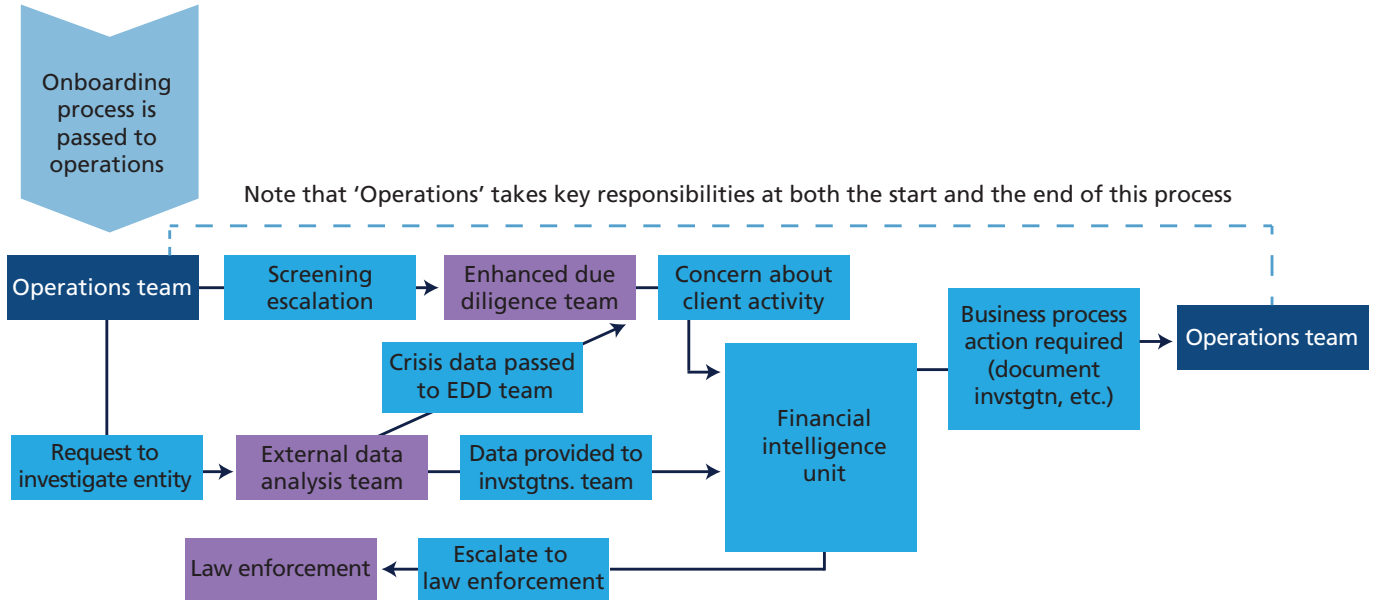 Onboarding
process is
passed to
operations
Note that ‘Operations’ takes key responsibilities at both the start and the end of this process
Operations team
Screening
escalation
Enhanced due
diligence team
Concern about
client activity
Business process
action required
(document
invstgtn, etc.)
Operations team
Crisis data passed
to EDD team
Financial
intelligence
unit
Request to
investigate entity
External data
analysis team
Data provided to
invstgtns. team
Law enforcement
Escalate to
law enforcement